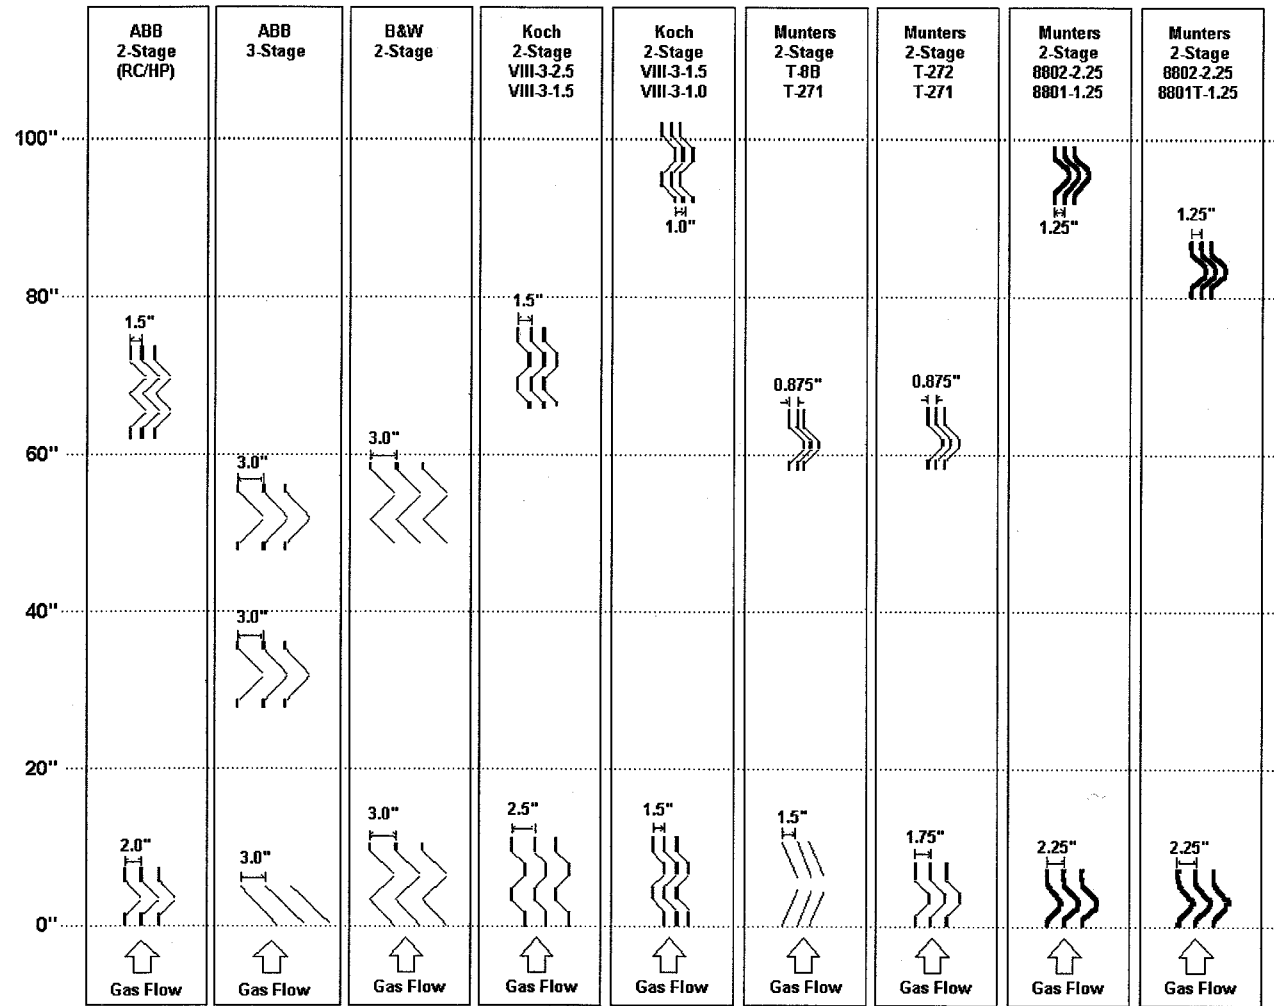 ABB
2-Stage
(RC/HP)
ABB
3-Stage
B&W
2-Stage
Koch
2-Stage
VIII-3-2.5
VIII-3-1.5
Koch
2-Stage
VIII-3-1.5
VIII-3-1.0
Munters
2-Stage
T-8B
T-271
Munters
2-Stage
T-272
T-271
Munters
2-Stage
8802-2.25
8801-1.25
Munters
2-Stage
8802-2.25
8801T-1.25
100"
1.0"
1.25"
1.25"
80"
1.5"
1.5"
0.875"
0.875"
60"
3.0"
3.0"
40"
3.0"
20"
2.0"
3.0"
3.0"
2.5"
1.5"
1.5"
1.75"
2.25"
2.25"
0"
Gas Flow
Gas Flow
Gas Flow
Gas Flow
Gas Flow
Gas Flow
Gas Flow
Gas Flow
Gas Flow